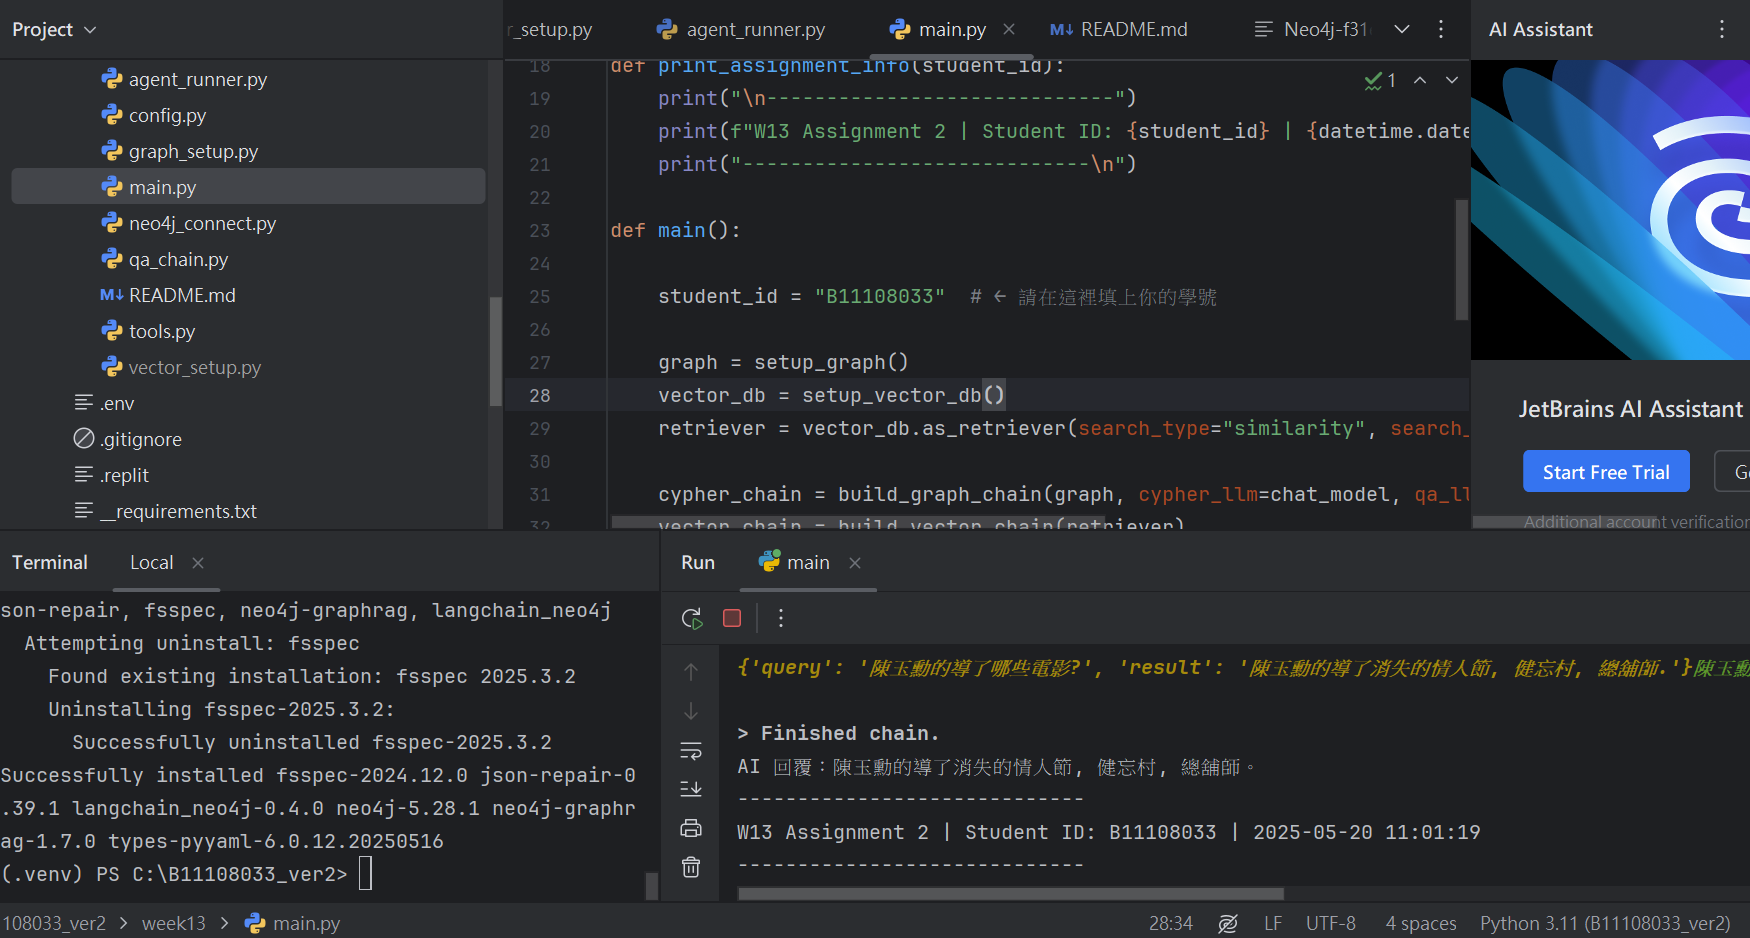 Project
r_setup.py
agent_runner.py
main.py
README.md
Neo4j-f31
AI Assistant
agent_runner.py
config.py
graph_setup.py
main.py
neo4j_connect.py
qa_chain.py
README.md
tools.py
vector_setup.py
.env
.gitignore
.replit
__requirements.txt
1
18 def print_assignment_info(student_id):
19 print("\n-----------------------------")
20 print(f"W13 Assignment 2 | Student ID: {student_id} | {datetime.date
21 print("-----------------------------\n")
22
23 def main():
24
25 student_id = "B11108033" # ← 請在這裡填上你的學號
26
27 graph = setup_graph()
28 vector_db = setup_vector_db()
29 retriever = vector_db.as_retriever(search_type="similarity", search_
30
31 cypher_chain = build_graph_chain(graph, cypher_llm=chat_model, qa_ll
32 vector_chain = build_vector_chain(retriever)
JetBrains AI Assistant
Start Free Trial
G
Additional account verification
Terminal
Local
son-repair, fsspec, neo4j-graphrag, langchain_neo4j
Attempting uninstall: fsspec
Found existing installation: fsspec 2025.3.2
Uninstalling fsspec-2025.3.2:
Successfully uninstalled fsspec-2025.3.2
Successfully installed fsspec-2024.12.0 json-repair-0
.39.1 langchain_neo4j-0.4.0 neo4j-5.28.1 neo4j-graphr
ag-1.7.0 types-pyyaml-6.0.12.20250516
(.venv) PS C:\B11108033_ver2>
Run
main
{'query': '陳玉勳的導了哪些電影?', 'result': '陳玉勳的導了消失的情人節, 健忘村, 總舖師.'}陳玉勳
> Finished chain.
AI 回覆：陳玉勳的導了消失的情人節, 健忘村, 總舖師。
-----------------------------
W13 Assignment 2 | Student ID: B11108033 | 2025-05-20 11:01:19
-----------------------------
108033_ver2 > week13 > main.py
28:34
LF
UTF-8
4 spaces
Python 3.11 (B11108033_ver2)